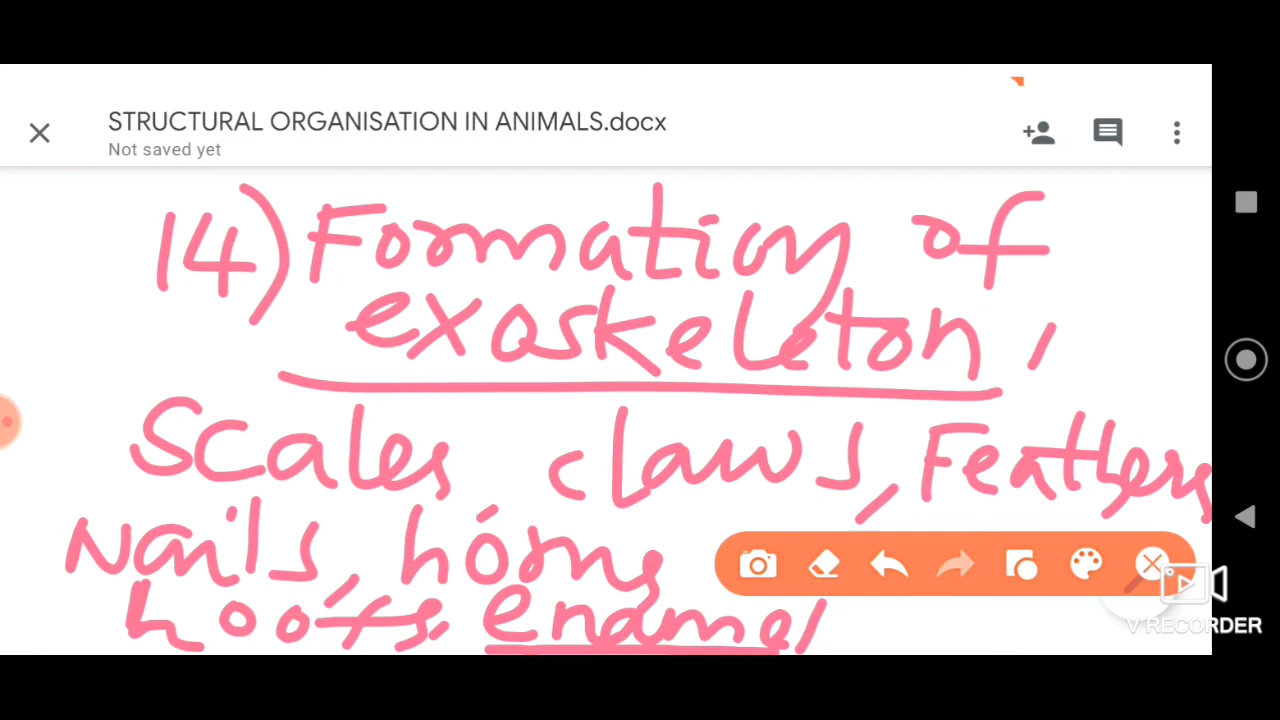 STRUCTURAL ORGANISATION IN ANIMALS.docx
Not saved yet
14) Formation of
exoskeleton,
Scales claws, Feathers
Nails, horns
hoofs, enamel
V RECORDER